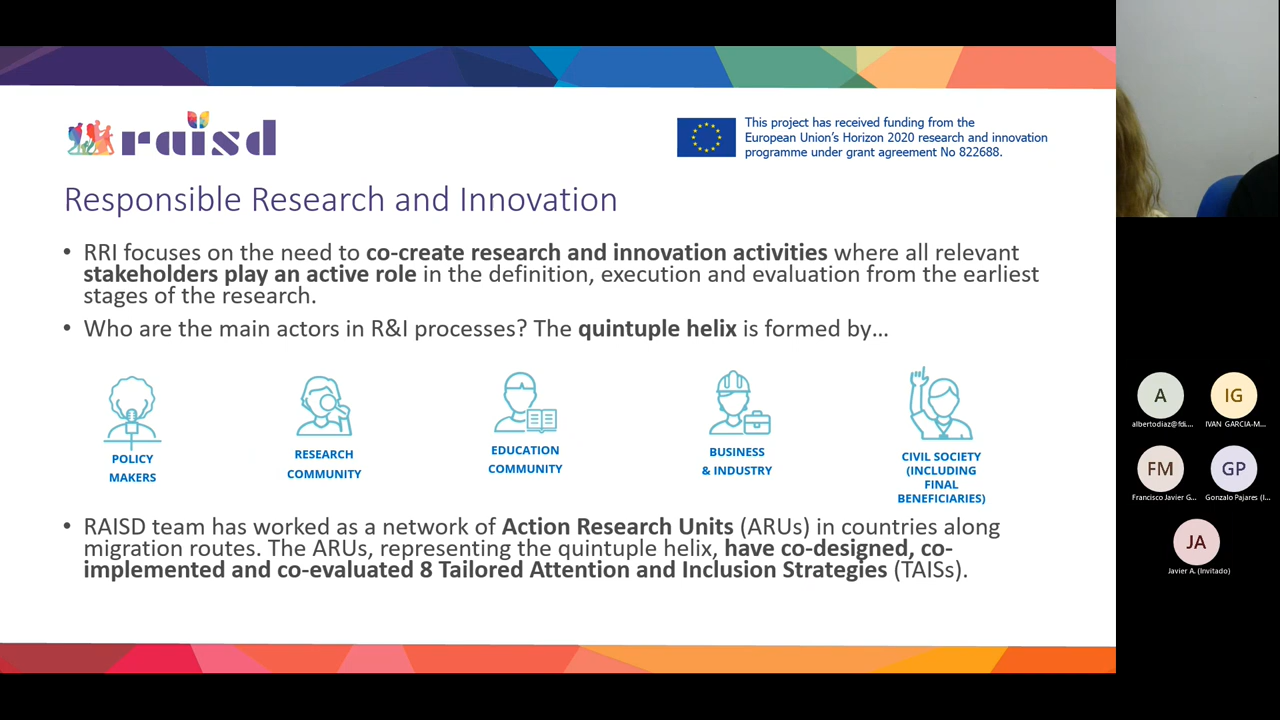 raisd
This project has received funding from the
European Union's Horizon 2020 research and innovation
programme under grant agreement No 822688.
Responsible Research and Innovation
• RRI focuses on the need to co-create research and innovation activities where all relevant
stakeholders play an active role in the definition, execution and evaluation from the earliest
stages of the research.
• Who are the main actors in R&I processes? The quintuple helix is formed by…
POLICY
MAKERS
RESEARCH
COMMUNITY
EDUCATION
COMMUNITY
BUSINESS
& INDUSTRY
CIVIL SOCIETY
(INCLUDING
FINAL
BENEFICIARIES)
• RAISD team has worked as a network of Action Research Units (ARUs) in countries along
migration routes. The ARUs, representing the quintuple helix, have co-designed, co-
implemented and co-evaluated 8 Tailored Attention and Inclusion Strategies (TAISs).
A
albertodiaz@fdi....
IG
IVAN GARCIA-M...
FM
Francisco Javier G...
GP
Gonzalo Pajares (I...
JA
Javier A. (Invitado)